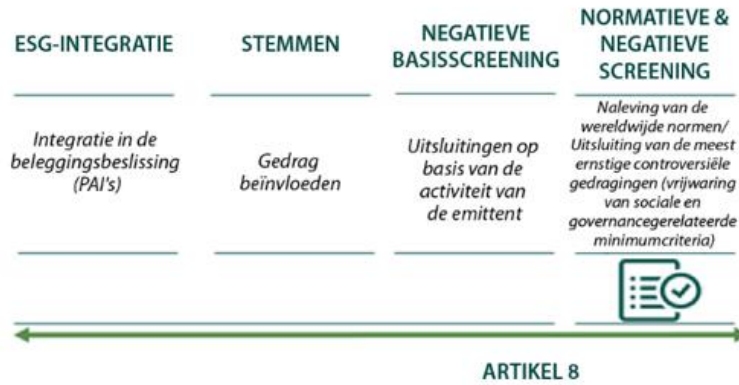 ESG-INTEGRATIE
STEMMEN
NEGATIEVE
BASISSCREENING
NORMATIEVE &
NEGATIEVE
SCREENING
Integratie in de
beleggingsbeslissing
(PAI's)
Gedrag
beïnvloeden
Uitsluitingen op
basis van de
activiteit van
de emittent
Naleving van de
wereldwijde normen/
Uitsluiting van de meest
ernstige controversiële
gedragingen (vrijwaring
van sociale en
governancegerelateerde
minimumcriteria)
ARTIKEL 8